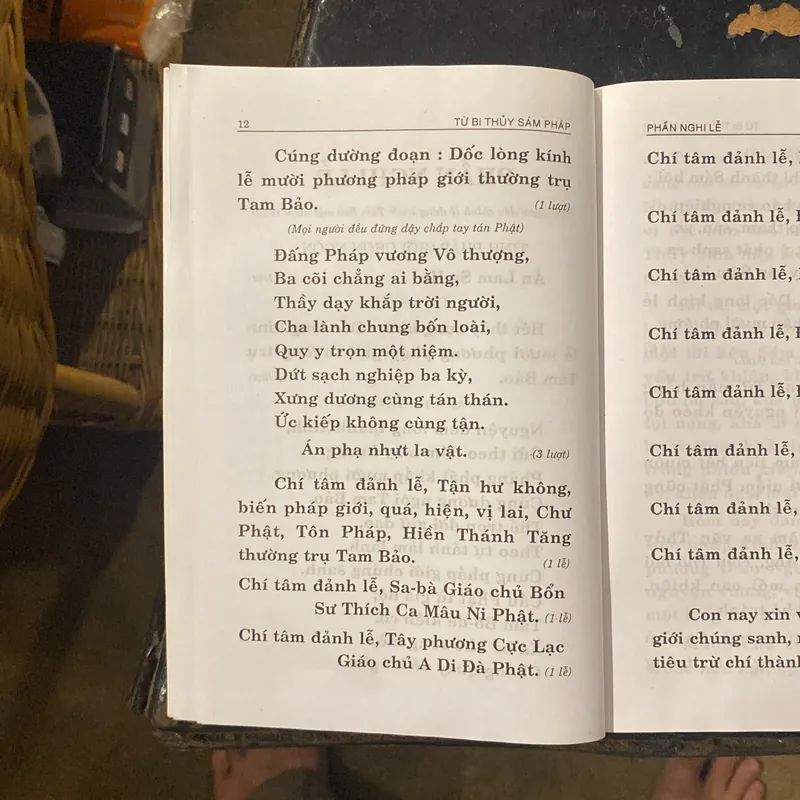 12 TỪ BI THỦY SÁM PHÁP
Cúng dường đoạn : Dốc lòng kính
lễ mười phương pháp giới thường trụ
Tam Bảo. (1 lượt)
(Mọi người đều đứng dậy chắp tay tán Phật)
Đấng Pháp vương Vô thượng,
Ba cõi chẳng ai bằng,
Thầy dạy khắp trời người,
Cha lành chung bốn loài,
Quy y trọn một niệm.
Dứt sạch nghiệp ba kỳ,
Xưng dương cùng tán thán.
Ức kiếp không cùng tận.
Án phạ nhựt la vật. (3 lượt)
Chí tâm đảnh lễ, Tận hư không,
biến pháp giới, quá, hiện, vị lai, Chư
Phật, Tôn Pháp, Hiền Thánh Tăng
thường trụ Tam Bảo. (1 lễ)
Chí tâm đảnh lễ, Sa-bà Giáo chủ Bổn
Sư Thích Ca Mâu Ni Phật. (1 lễ)
Chí tâm đảnh lễ, Tây phương Cực Lạc
Giáo chủ A Di Đà Phật. (1 lễ)
PHẦN NGHI LỄ
Chí tâm đảnh lễ,
Chí tâm đảnh lễ,
Chí tâm đảnh lễ,
Chí tâm đảnh lễ,
Chí tâm đảnh lễ,
Chí tâm đảnh lễ,
Chí tâm đảnh lễ,
Chí tâm đảnh lễ,
Con nay xin
giới chúng sanh,
tiêu trừ chí thành